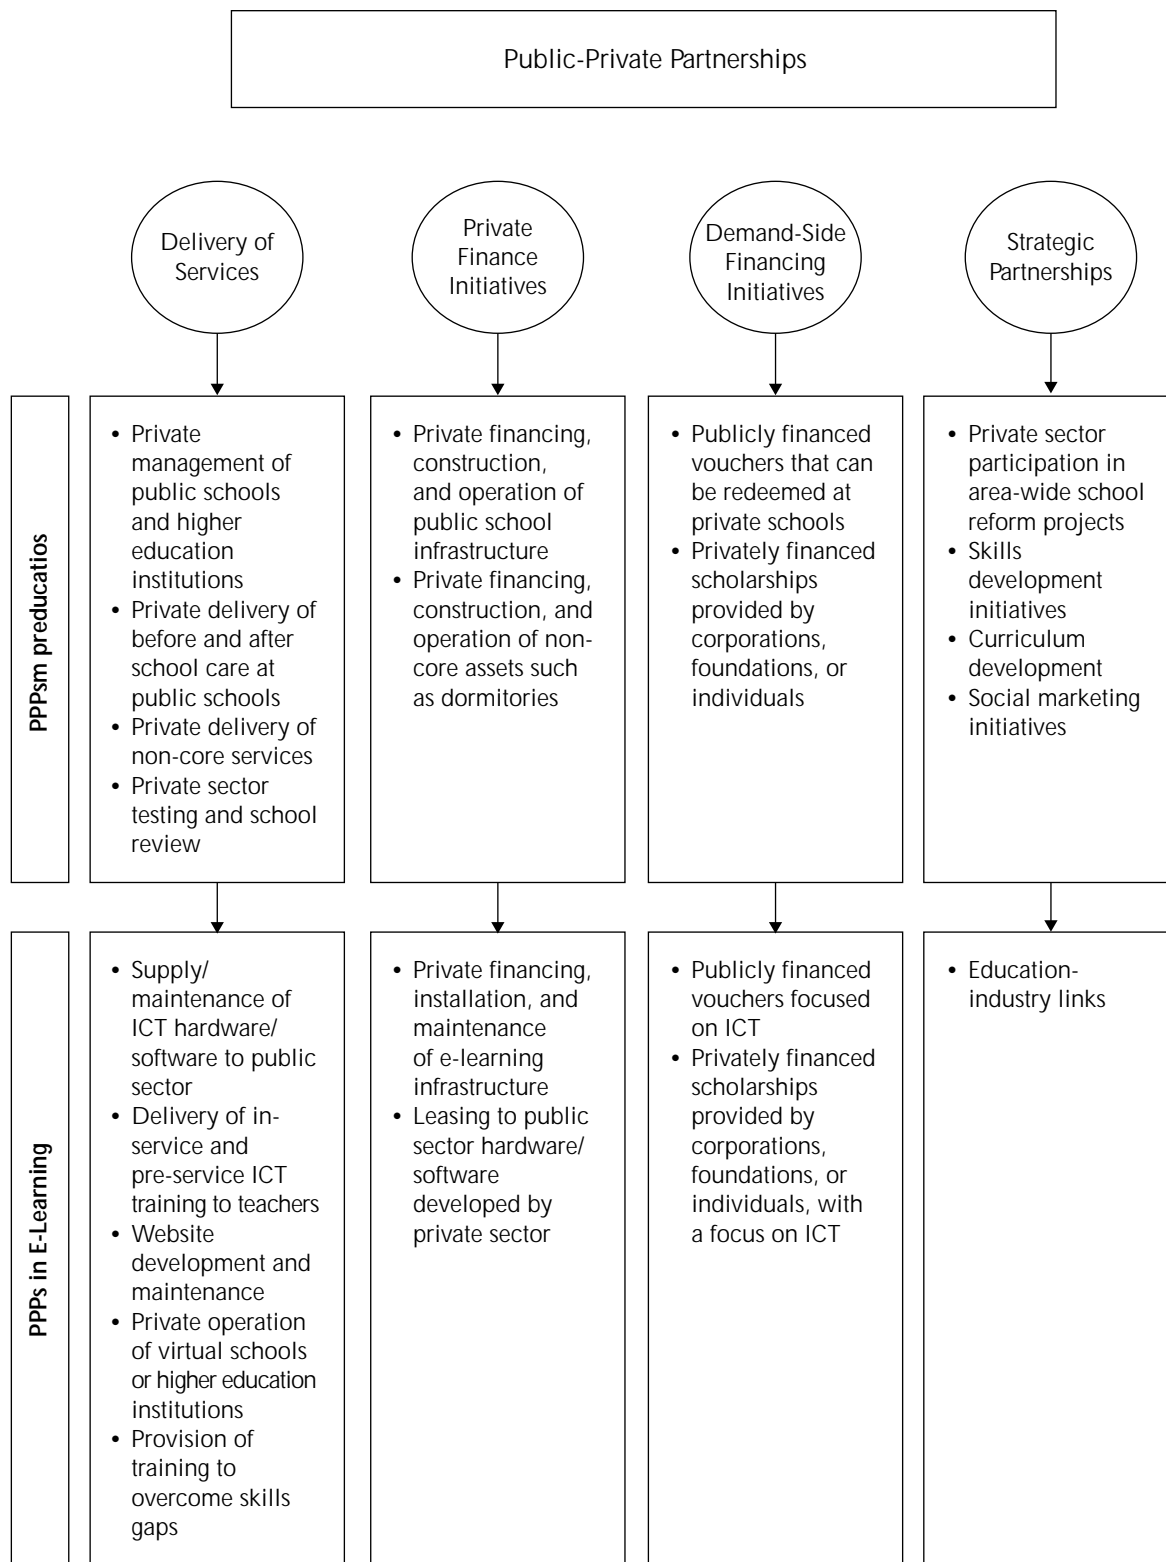 Public-Private Partnerships
Delivery of
Services
Private
Finance
Initiatives
Demand-Side
Financing
Initiatives
Strategic
Partnerships
PPPsm preducatios
• Private
management of
public schools
and higher
education
institutions
• Private delivery of
before and after
school care at
public schools
• Private delivery of
non-core services
• Private sector
testing and school
review
• Private financing,
construction,
and operation of
public school
infrastructure
• Private financing,
construction, and
operation of non-
core assets such
as dormitories
• Publicly financed
vouchers that can
be redeemed at
private schools
• Privately financed
scholarships
provided by
corporations,
foundations, or
individuals
• Private sector
participation in
area-wide school
reform projects
• Skills
development
initiatives
• Curriculum
development
• Social marketing
initiatives
PPPs in E-Learning
• Supply/
maintenance of
ICT hardware/
software to public
sector
• Delivery of in-
service and
pre-service ICT
training to teachers
• Website
development and
maintenance
• Private operation
of virtual schools
or higher education
institutions
• Provision of
training to
overcome skills
gaps
• Private financing,
installation, and
maintenance
of e-learning
infrastructure
• Leasing to public
sector hardware/
software
developed by
private sector
• Publicly financed
vouchers focused
on ICT
• Privately financed
scholarships
provided by
corporations,
foundations, or
individuals, with
a focus on ICT
• Education-
industry links